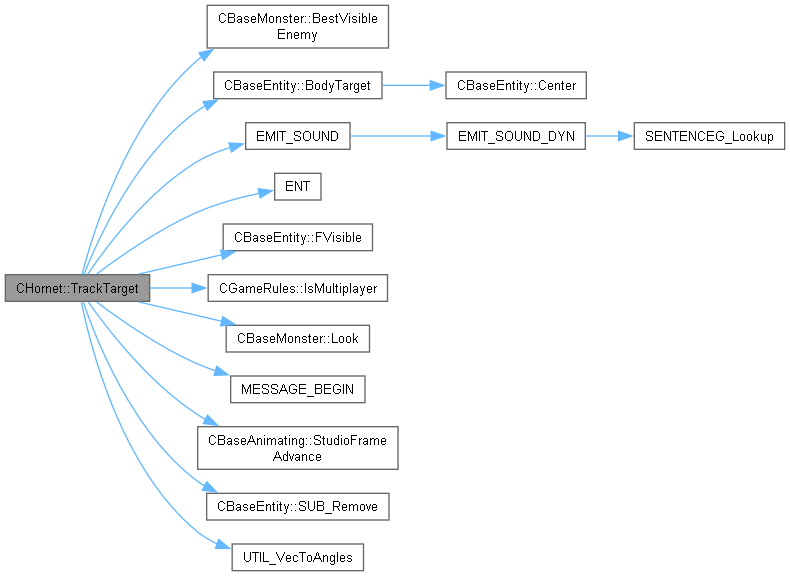 CBaseMonster::BestVisible
Enemy
CBaseEntity::BodyTarget
CBaseEntity::Center
EMIT_SOUND
EMIT_SOUND_DYN
SENTENCEG_Lookup
ENT
CBaseEntity::FVisible
CHornet::TrackTarget
CGameRules::IsMultiplayer
CBaseMonster::Look
MESSAGE_BEGIN
CBaseAnimating::StudioFrame
Advance
CBaseEntity::SUB_Remove
UTIL_VecToAngles